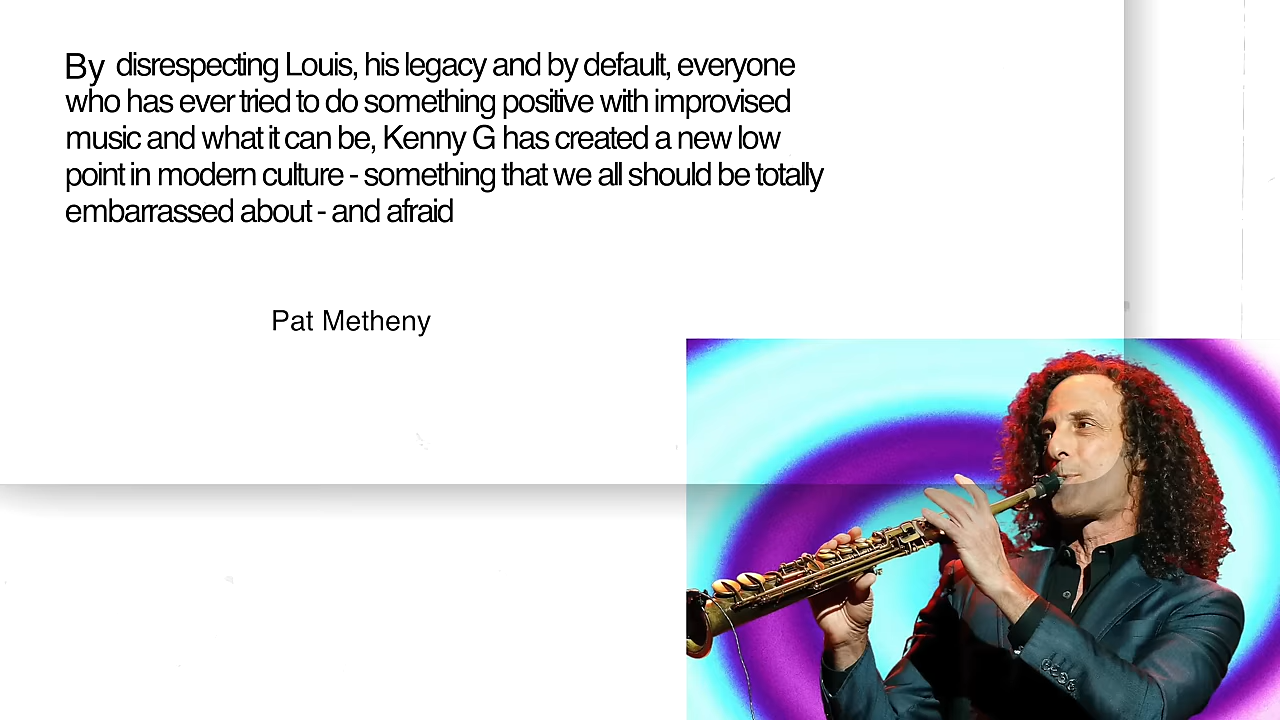 By disrespecting Louis, his legacy and by default, everyone
who has ever tried to do something positive with improvised
music and what it can be, Kenny G has created a new low
point in modern culture - something that we all should be totally
embarrassed about - and afraid
Pat Metheny